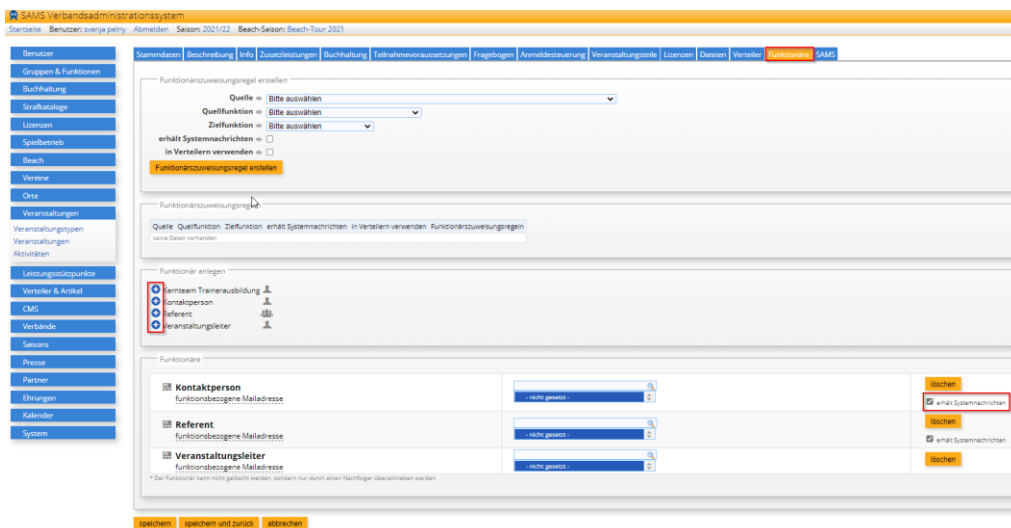 SAMS Verbandsadministrationssystem
Startseite Benutzer: svenja pelny Abmelden Saison: 2021/22 Beach-Saison: Beach-Tour 2021
Benutzer
Gruppen & Funktionen
Buchhaltung
Strafkataloge
Lizenzen
Spielbetrieb
Beach
Vereine
Orte
Veranstaltungen
Veranstaltungstypen
Veranstaltungen
Aktivitäten
Leistungsstützpunkte
Verteiler & Artikel
CMS
Verbände
Saisons
Presse
Partner
Ehrungen
Kalender
System
Stammdaten Beschreibung Info Zusatzleistungen Buchhaltung Teilnahmevoraussetzungen Fragebogen Anmeldesteuerung Veranstaltungsteile Lizenzen Dateien Verteiler Funktionäre SAMS
Funktionärszuweisungsregel erstellen
Quelle Bitte auswählen
Quellfunktion Bitte auswählen
Zielfunktion Bitte auswählen
erhält Systemnachrichten
in Verteilern verwenden
Funktionärszuweisungsregel erstellen
Funktionärszuweisungsregeln
Quelle Quellfunktion Zielfunktion erhält Systemnachrichten in Verteilern verwenden Funktionärszuweisungsregeln
keine Daten vorhanden
Funktionär anlegen
Kernteam Trainerausbildung
Kontaktperson
Referent
Veranstaltungsleiter
Funktionäre
Kontaktperson
funktionsbezogene Mailadresse
- nicht gesetzt -
löschen
erhält Systemnachrichten
Referent
funktionsbezogene Mailadresse
- nicht gesetzt -
löschen
erhält Systemnachrichten
Veranstaltungsleiter
funktionsbezogene Mailadresse
- nicht gesetzt -
löschen
* Der Funktionär kann nicht gelöscht werden, sondern nur durch einen Nachfolger überschrieben werden
speichern speichern und zurück abbrechen